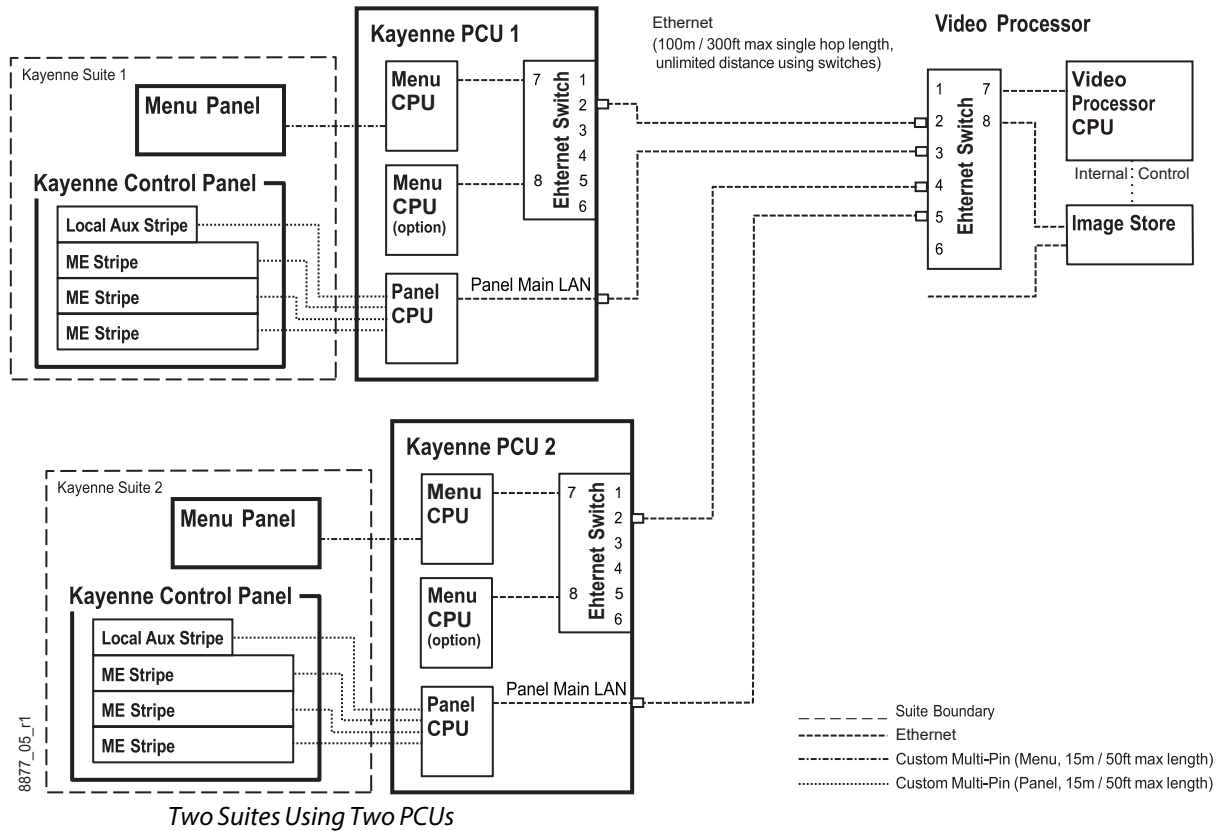 Kayenne Suite 1
Menu Panel
Kayenne Control Panel
Local Aux Stripe
ME Stripe
ME Stripe
ME Stripe
Kayenne PCU 1
Menu
CPU
Menu
CPU
(option)
Panel
CPU
7
8
Ehternet Switch
1
2
3
4
5
6
Panel Main LAN
Ethernet
(100m / 300ft max single hop length,
unlimited distance using switches)
Video Processor
1
2
3
4
5
6
Ehternet Switch
7
8
Video
Processor
CPU
Internal Control
Image Store
Kayenne Suite 2
Menu Panel
Kayenne Control Panel
Local Aux Stripe
ME Stripe
ME Stripe
ME Stripe
Kayenne PCU 2
Menu
CPU
Menu
CPU
(option)
Panel
CPU
7
8
Ehternet Switch
1
2
3
4
5
6
Panel Main LAN
Suite Boundary
Ethernet
Custom Multi-Pin (Menu, 15m / 50ft max length)
Custom Multi-Pin (Panel, 15m / 50ft max length)
8877_05_r1
Two Suites Using Two PCUs